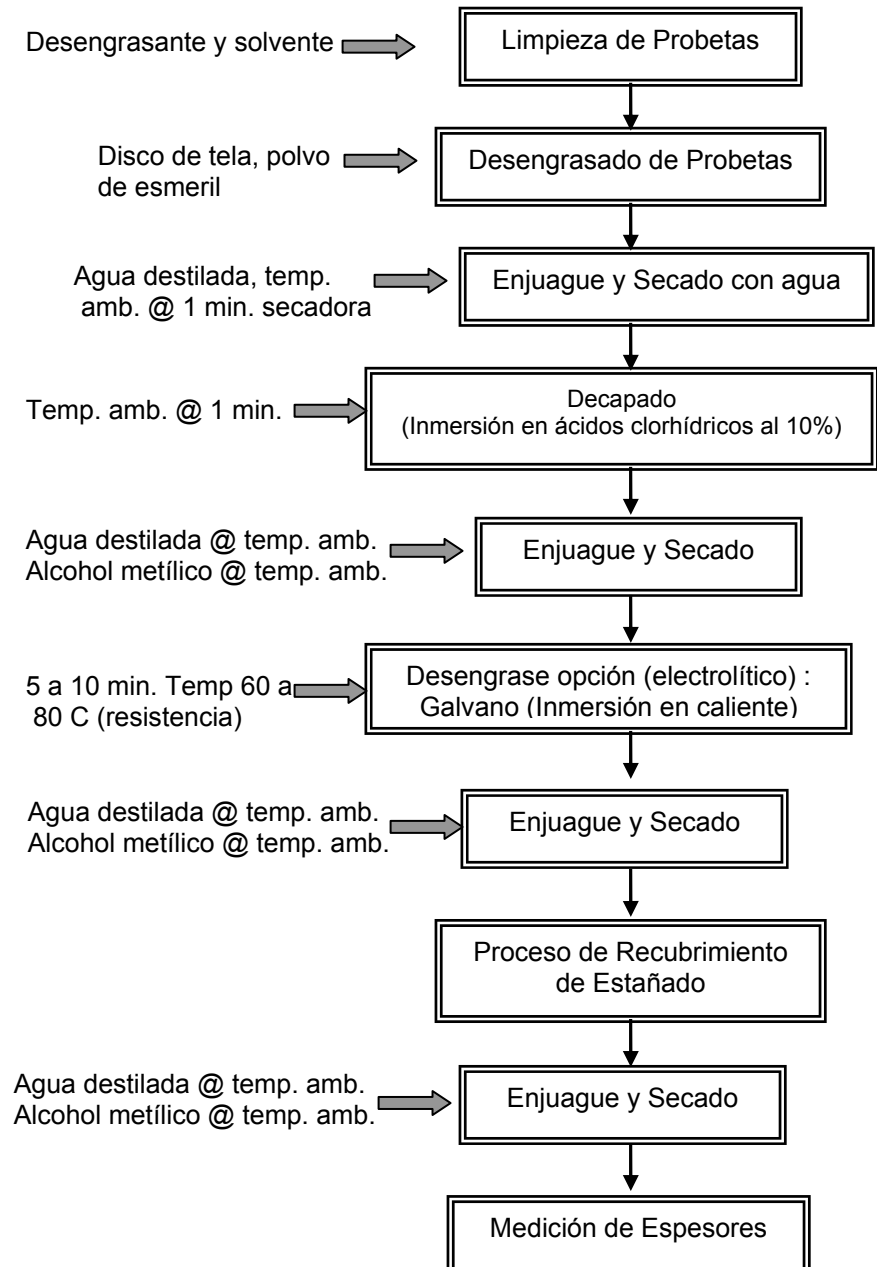 Desengrasante y solvente
Limpieza de Probetas
Disco de tela, polvo
de esmeril
Desengrasado de Probetas
Agua destilada, temp.
amb. @ 1 min. secadora
Enjuague y Secado con agua
Temp. amb. @ 1 min.
Decapado
(Inmersión en ácidos clorhídricos al 10%)
Agua destilada @ temp. amb.
Alcohol metílico @ temp. amb.
Enjuague y Secado
5 a 10 min. Temp 60 a
80 C (resistencia)
Desengrase opción (electrolítico) :
Galvano (Inmersión en caliente)
Agua destilada @ temp. amb.
Alcohol metílico @ temp. amb.
Enjuague y Secado
Proceso de Recubrimiento
de Estañado
Agua destilada @ temp. amb.
Alcohol metílico @ temp. amb.
Enjuague y Secado
Medición de Espesores